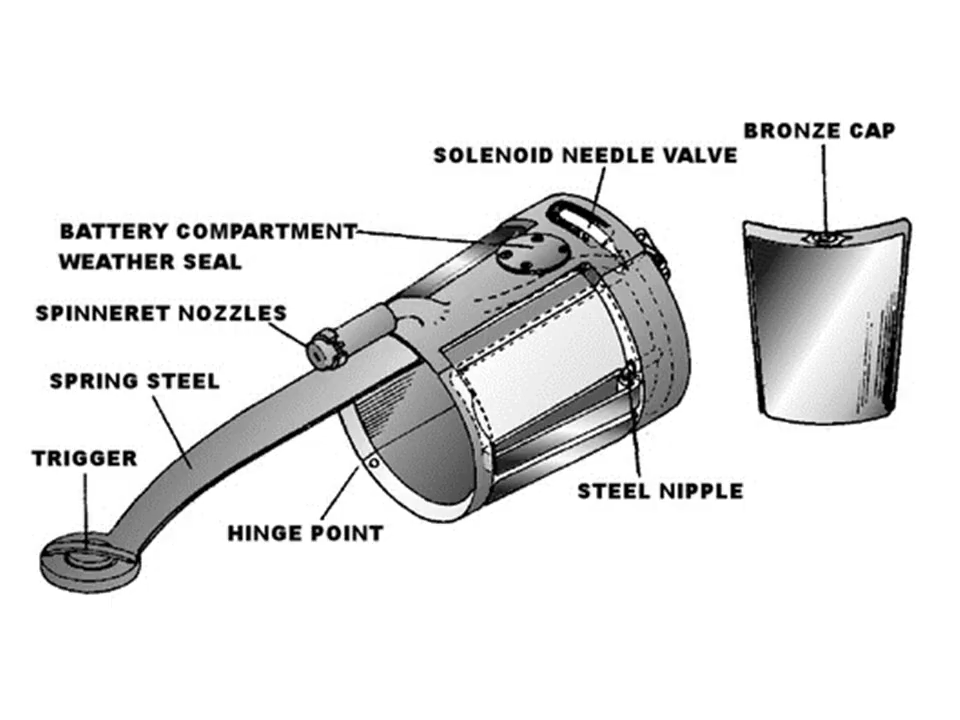 BRONZE CAP
SOLENOID NEEDLE VALVE
BATTERY COMPARTMENT
WEATHER SEAL
SPINNERET NOZZLES
SPRING STEEL
TRIGGER
STEEL NIPPLE
HINGE POINT